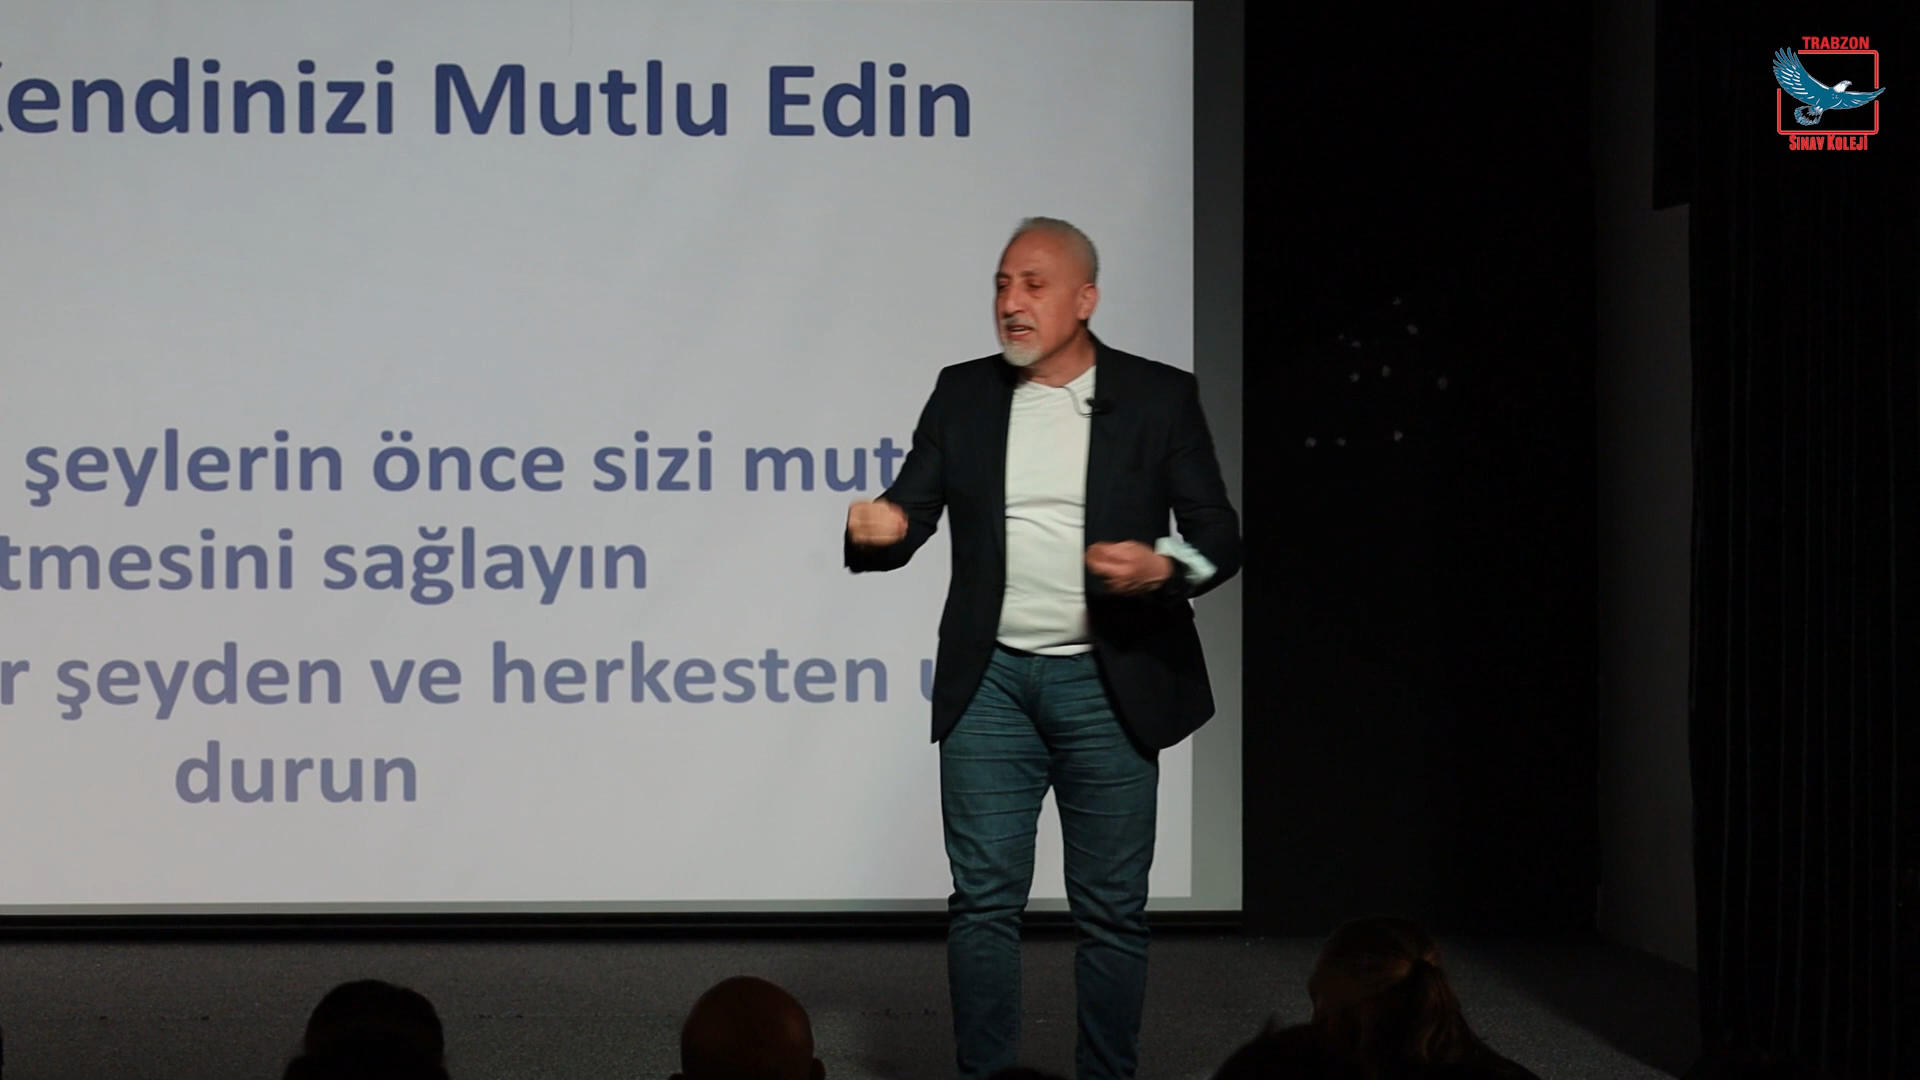 Kendinizi Mutlu Edin
şeylerin önce sizi mut
tmesini sağlayın
r şeyden ve herkesten u
durun
TRABZON
SINAV KOLEJİ